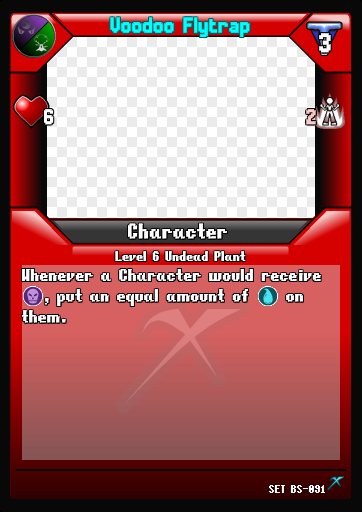 Voodoo Flytrap
3
6
2
Character
Level 6 Undead Plant
Whenever a Character would receive
, put an equal amount of on
them.
SET BS-091